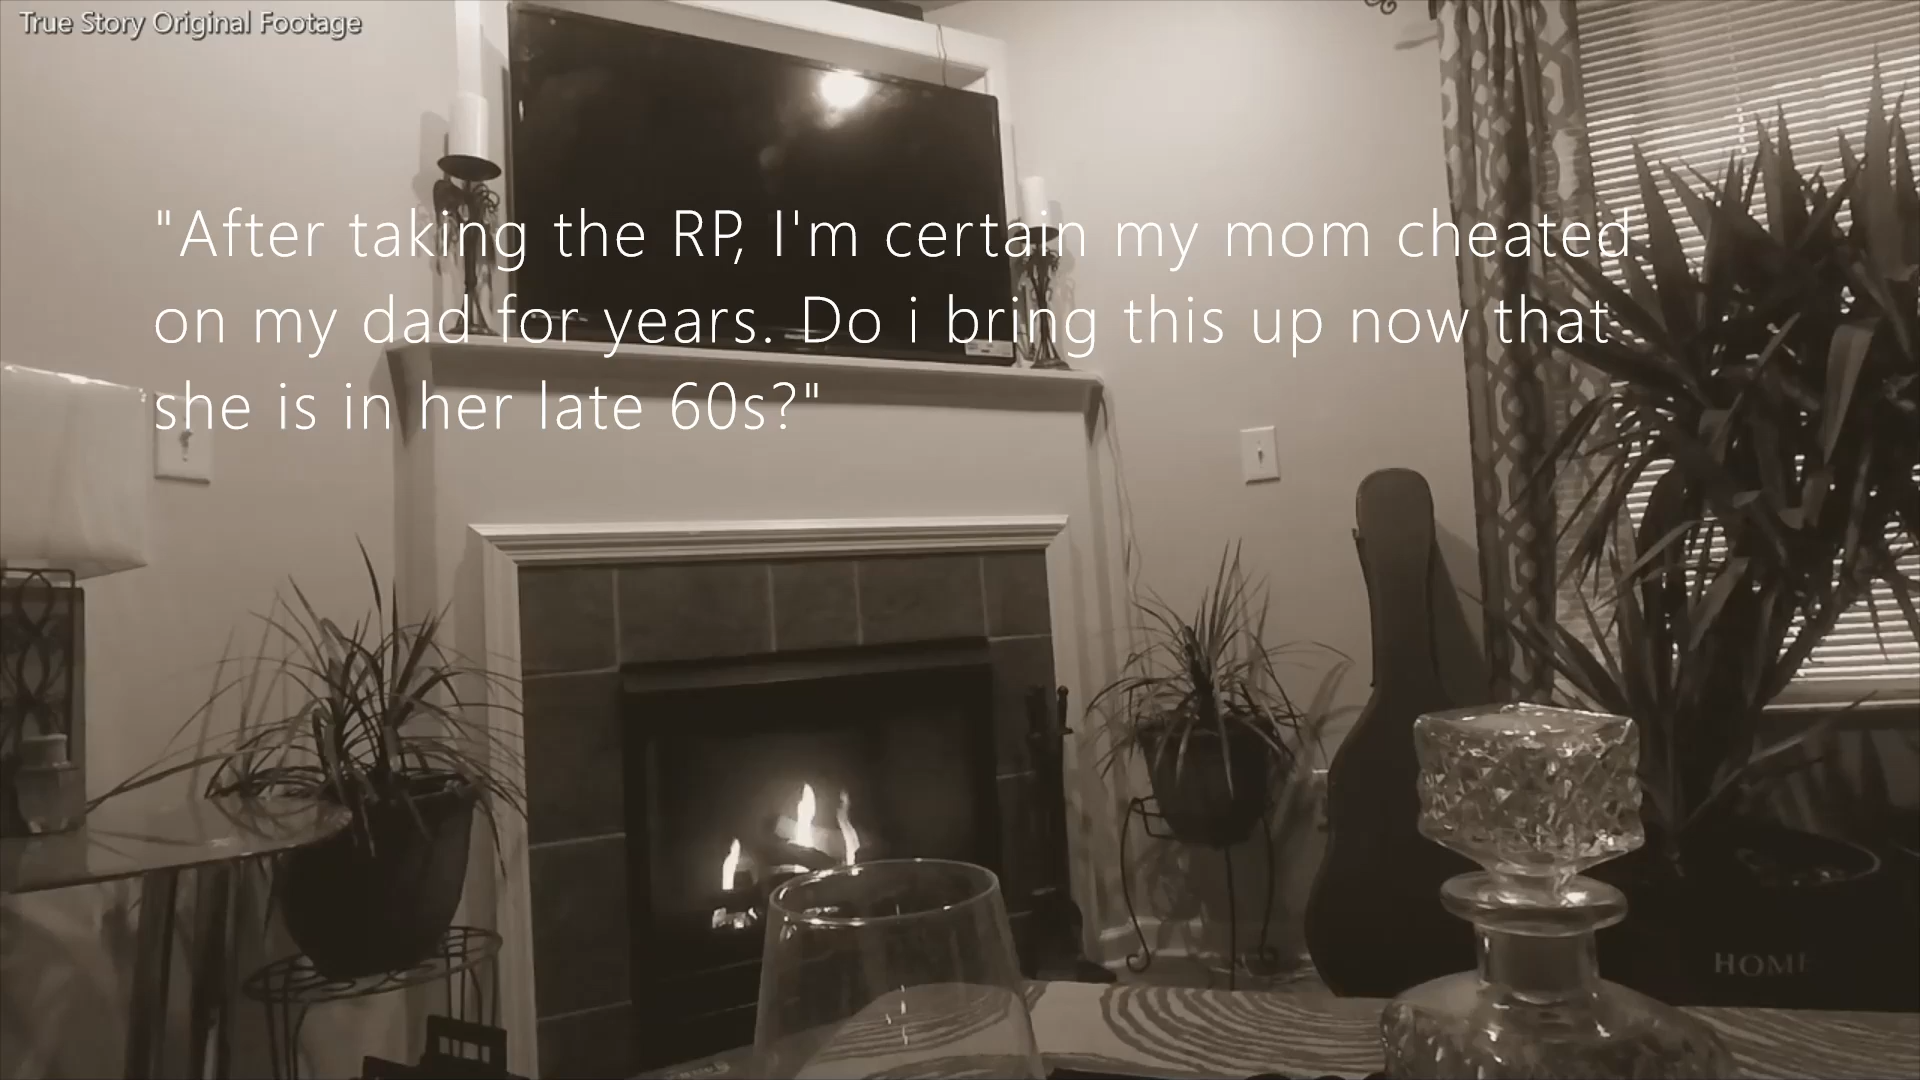 True Story Original Footage
"After taking the RP, I'm certain my mom cheated
on my dad for years. Do i bring this up now that
she is in her late 60s?"
HOME